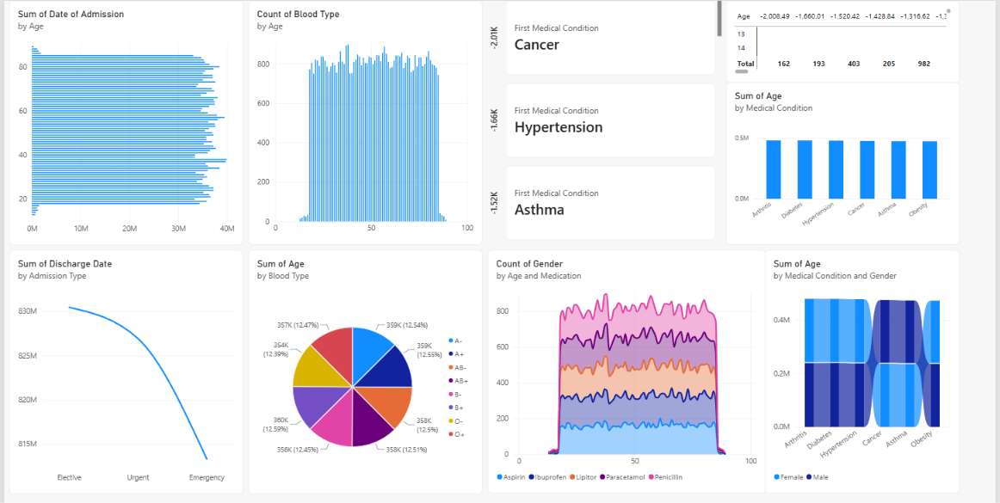 Sum of Date of Admission
by Age
80
60
40
20
0M 10M 20M 30M 40M
Count of Blood Type
by Age
800
600
400
200
0
0 50 100
-2.01K
First Medical Condition
Cancer
-1.66K
First Medical Condition
Hypertension
-1.52K
First Medical Condition
Asthma
Age -2,008.49 -1,660.01 -1,520.42 -1,428.84 -1,316.62
13
14
Total 162 193 403 205 982
Sum of Age
by Medical Condition
0.5M
0.0M
Arthritis Diabetes Hypertension Cancer Asthma Obesity
Sum of Discharge Date
by Admission Type
830M
825M
820M
815M
Elective Urgent Emergency
Sum of Age
by Blood Type
357K (12.47%) 359K (12.54%)
354K
(12.39%)
359K
(12.55%)
360K
(12.59%)
358K
(12.5%)
356K (12.45%) 358K (12.51%)
A-
A+
AB-
AB+
B-
B+
O-
O+
Count of Gender
by Age and Medication
800
600
400
200
0
0 50 100
Aspirin Ibuprofen Lipitor Paracetamol Penicillin
Sum of Age
by Medical Condition and Gender
0.4M
0.2M
0.0M
Arthritis Diabetes Hypertension Cancer Asthma Obesity
Female Male